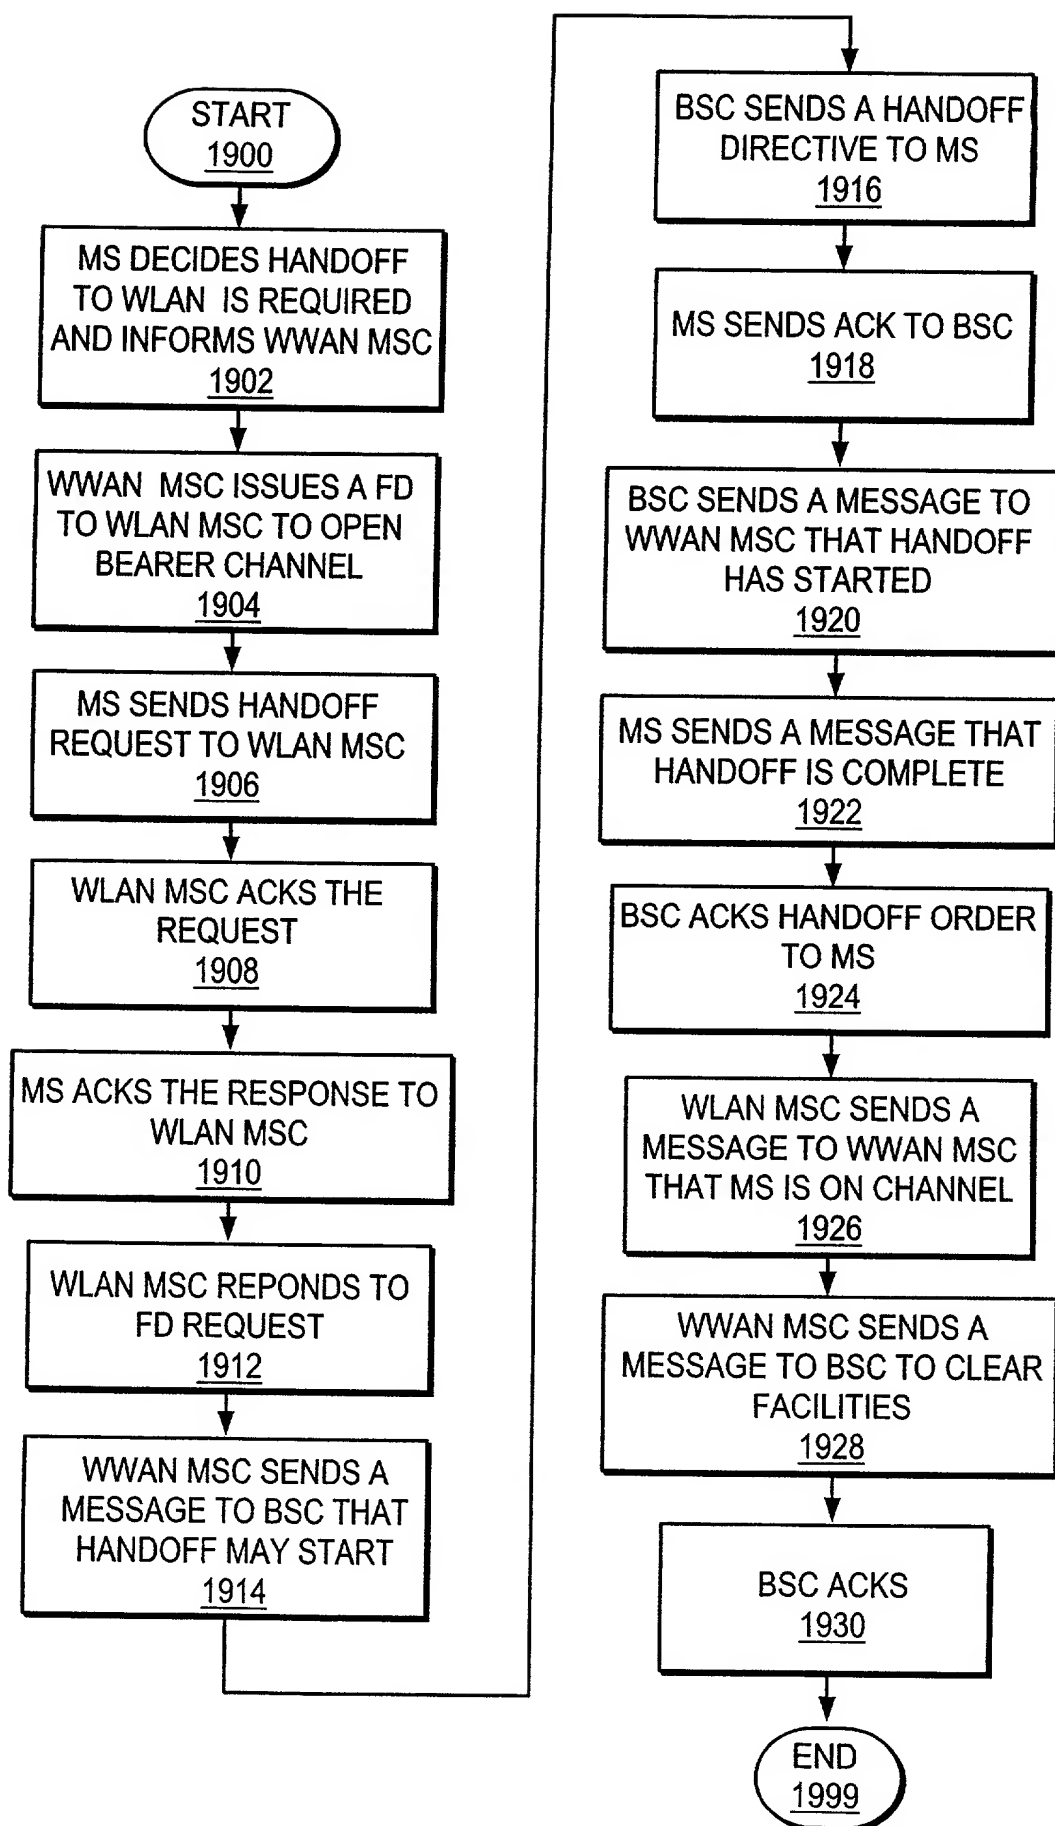 START
1900
MS DECIDES HANDOFF
TO WLAN IS REQUIRED
AND INFORMS WWAN MSC
1902
WWAN MSC ISSUES A FD
TO WLAN MSC TO OPEN
BEARER CHANNEL
1904
MS SENDS HANDOFF
REQUEST TO WLAN MSC
1906
WLAN MSC ACKS THE
REQUEST
1908
MS ACKS THE RESPONSE TO
WLAN MSC
1910
WLAN MSC REPONDS TO
FD REQUEST
1912
WWAN MSC SENDS A
MESSAGE TO BSC THAT
HANDOFF MAY START
1914
BSC SENDS A HANDOFF
DIRECTIVE TO MS
1916
MS SENDS ACK TO BSC
1918
BSC SENDS A MESSAGE TO
WWAN MSC THAT HANDOFF
HAS STARTED
1920
MS SENDS A MESSAGE THAT
HANDOFF IS COMPLETE
1922
BSC ACKS HANDOFF ORDER
TO MS
1924
WLAN MSC SENDS A
MESSAGE TO WWAN MSC
THAT MS IS ON CHANNEL
1926
WWAN MSC SENDS A
MESSAGE TO BSC TO CLEAR
FACILITIES
1928
BSC ACKS
1930
END
1999